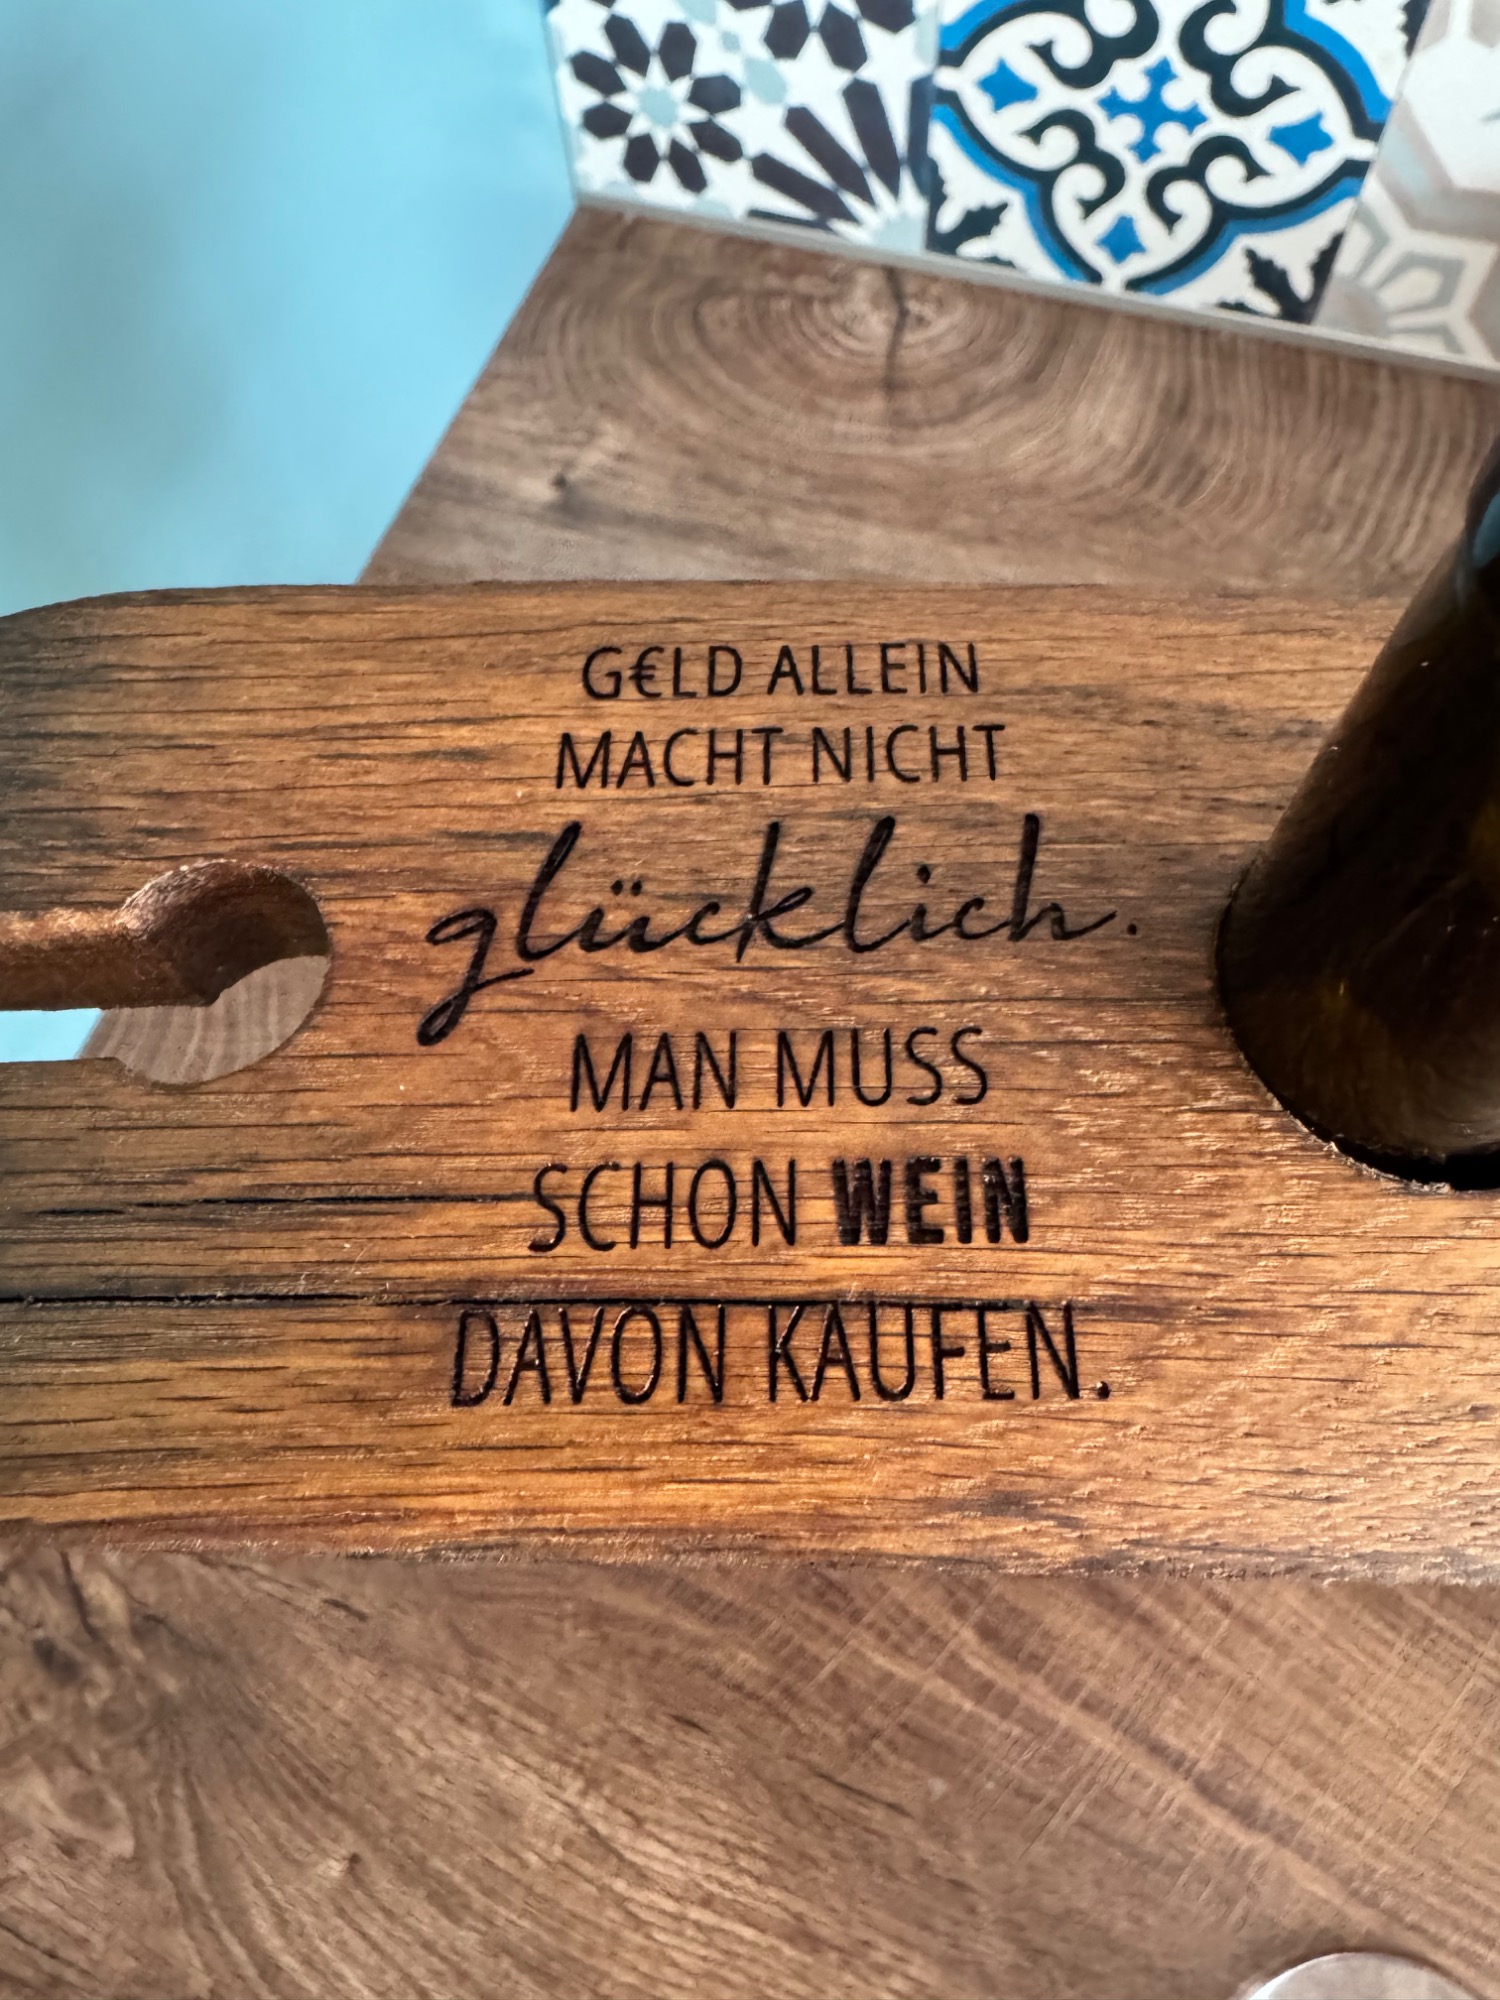 G€LD ALLEIN
MACHT NICHT
glücklich.
MAN MUSS
SCHON WEIN
DAVON KAUFEN.